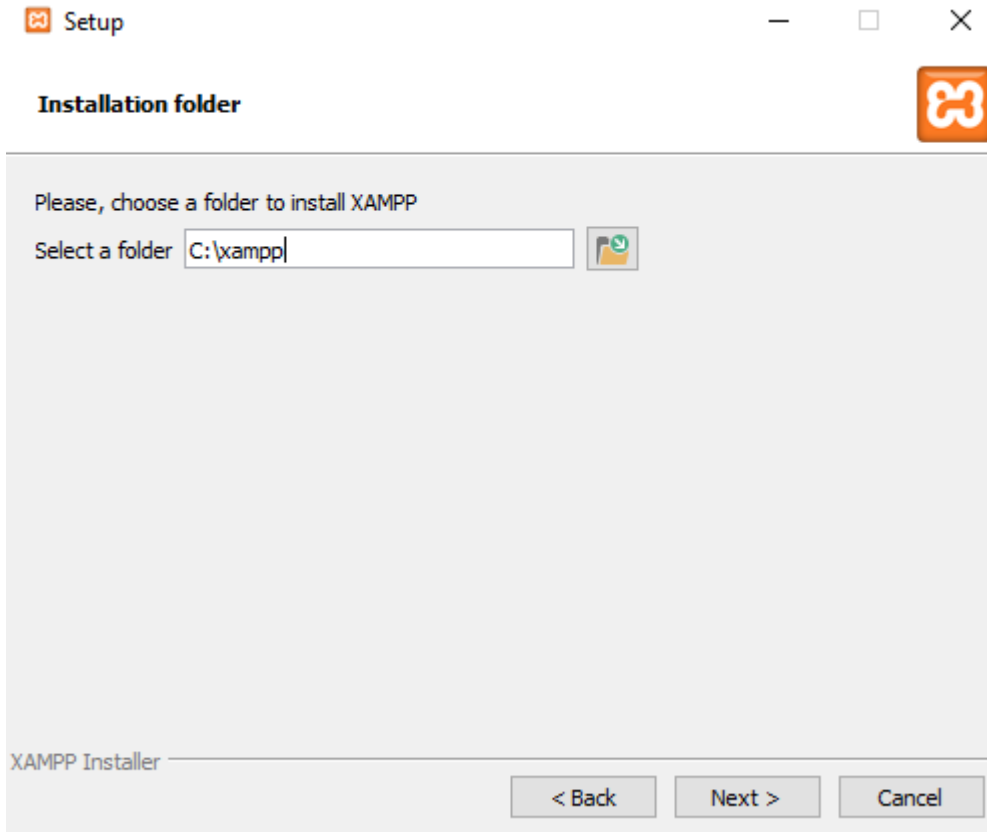 Setup
Installation folder
Please, choose a folder to install XAMPP
Select a folder C:\xampp
XAMPP Installer
< Back Next > Cancel